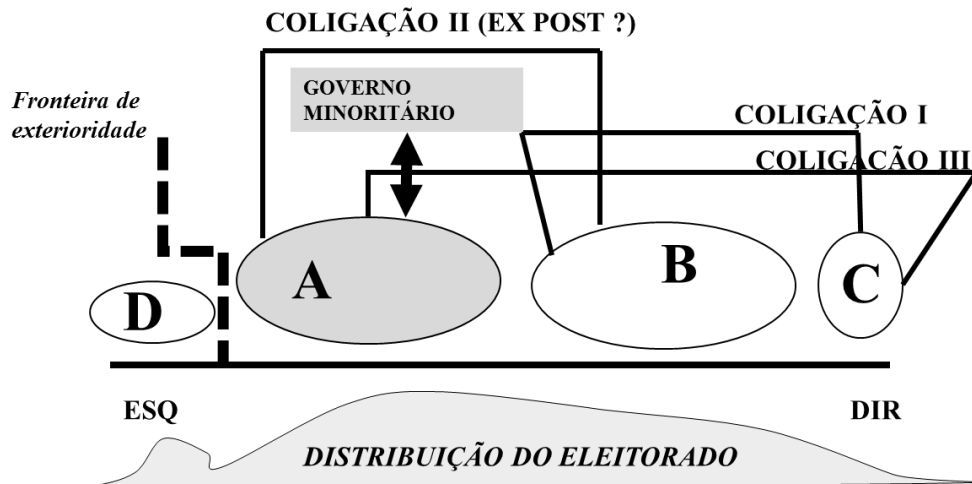 COLIGAÇÃO II (EX POST ?)
GOVERNO
MINORITÁRIO
Fronteira de
exterioridade
COLIGAÇÃO I
COLIGAÇÃO III
D
A
B
C
ESQ
DIR
DISTRIBUIÇÃO DO ELEITORADO